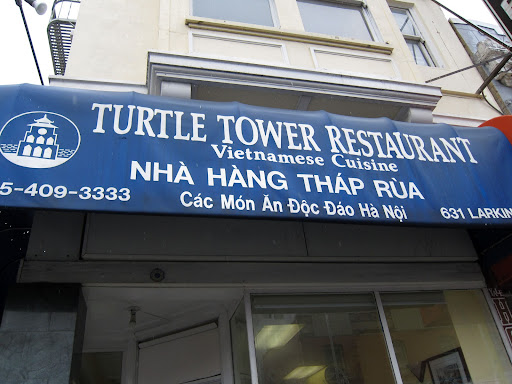 TURTLE TOWER RESTAURANT
Vietnamese Cuisine
NHÀ HÀNG THÁP RÙA
Các Món Ăn Độc Đáo Hà Nội
5-409-3333
631 LARKIN